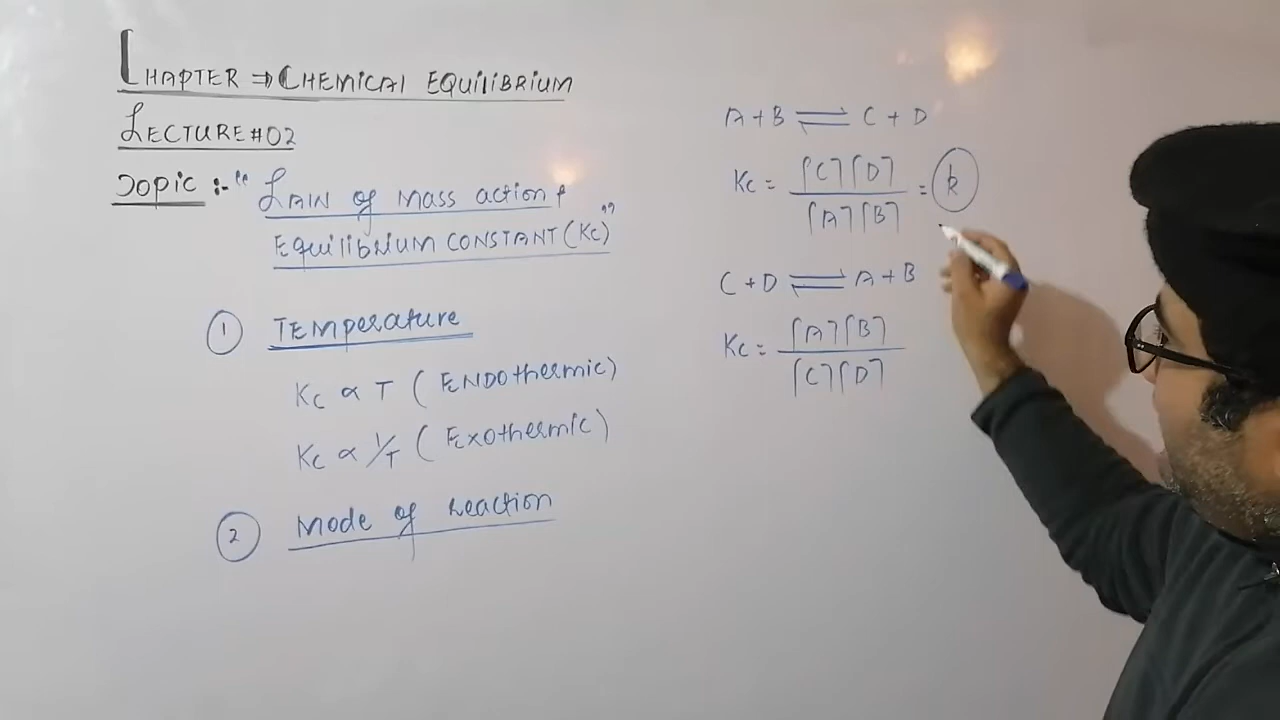 CHAPTER ⇒ CHEMICAL EQUILIBRIUM
LECTURE #02
TOPIC :- " LAW of MASS action &
EQUILIBRIUM CONSTANT (Kc) "
① TEMPERATURE
Kc ∝ T ( ENDOthermic)
Kc ∝ 1/T ( EXOthermic)
② MODE of Reaction
A + B ⇌ C + D
Kc = [C][D] / [A][B] = k
C + D ⇌ A + B
Kc = [A][B] / [C][D]